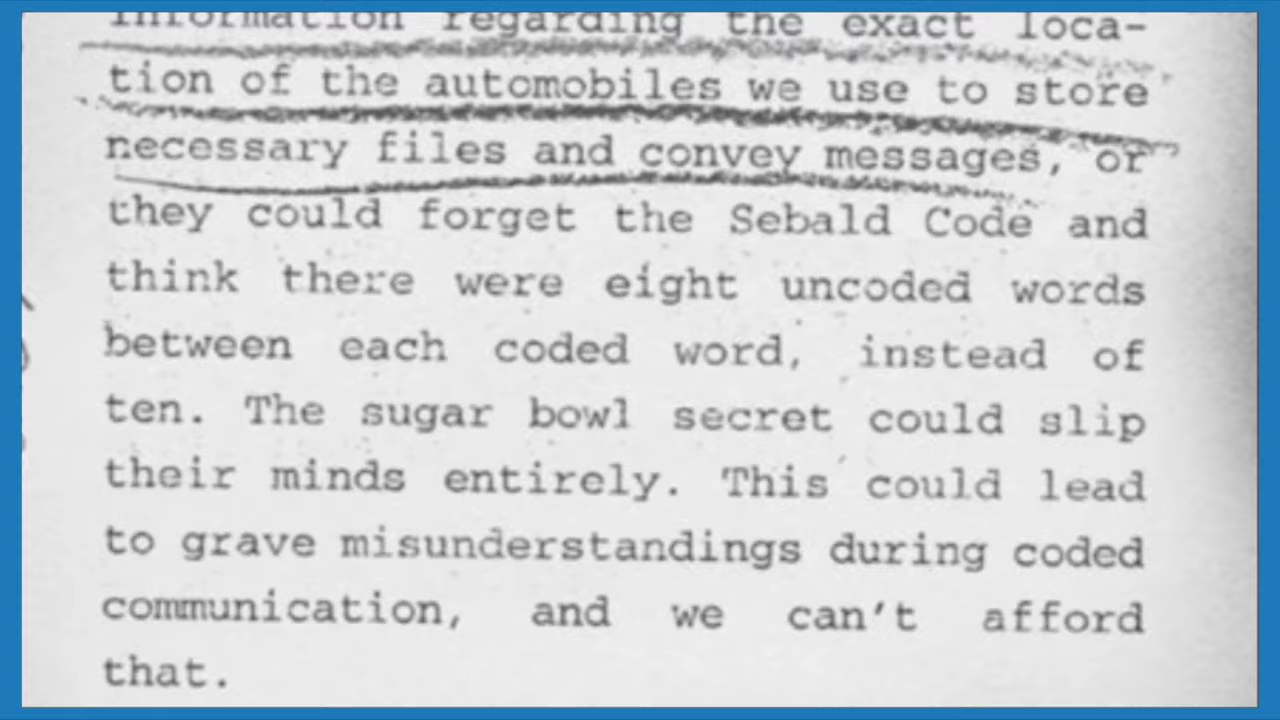 information regarding the exact loca-
tion of the automobiles we use to store
necessary files and convey messages, or
they could forget the Sebald Code and
think there were eight uncoded words
between each coded word, instead of
ten. The sugar bowl secret could slip
their minds entirely. This could lead
to grave misunderstandings during coded
communication, and we can't afford
that.